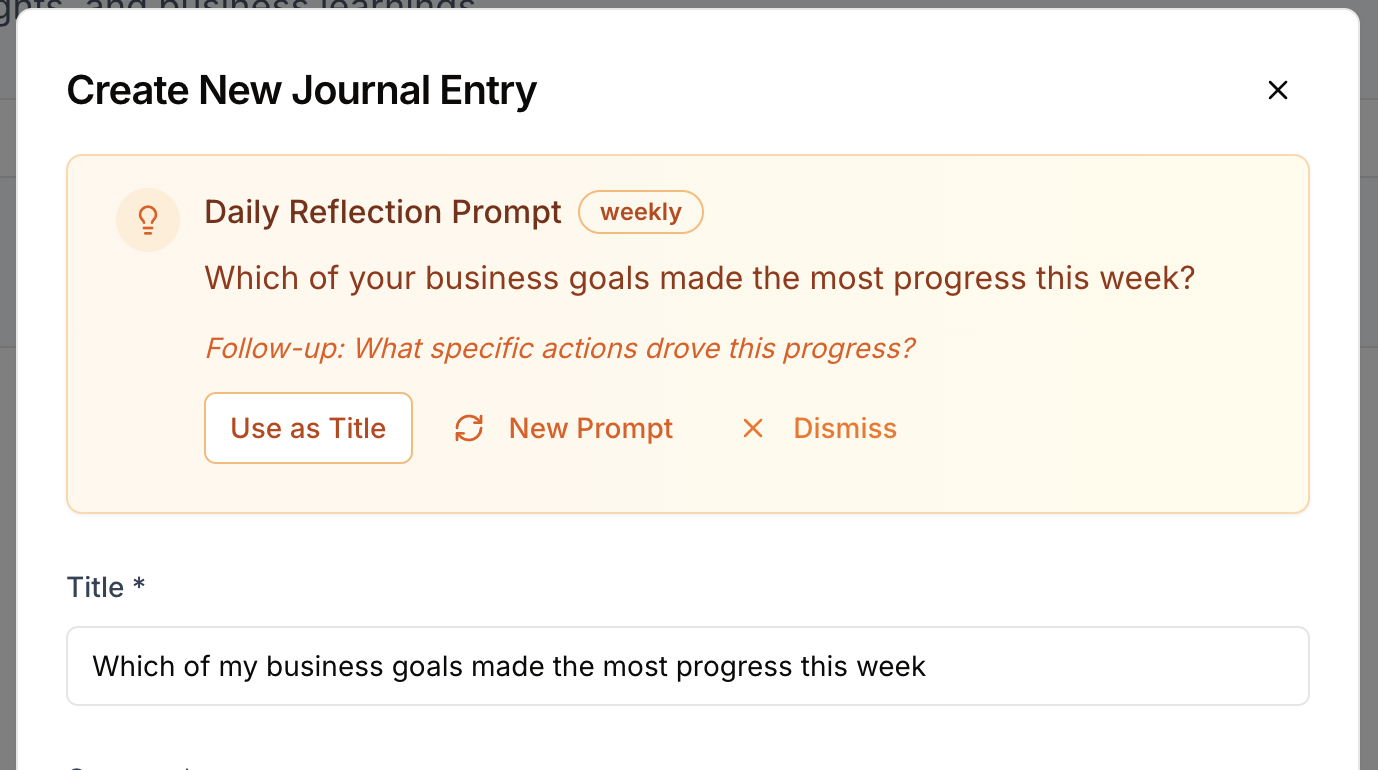 and business learnings
Create New Journal Entry
Daily Reflection Prompt weekly
Which of your business goals made the most progress this week?
Follow-up: What specific actions drove this progress?
Use as Title New Prompt Dismiss
Title *
Which of my business goals made the most progress this week